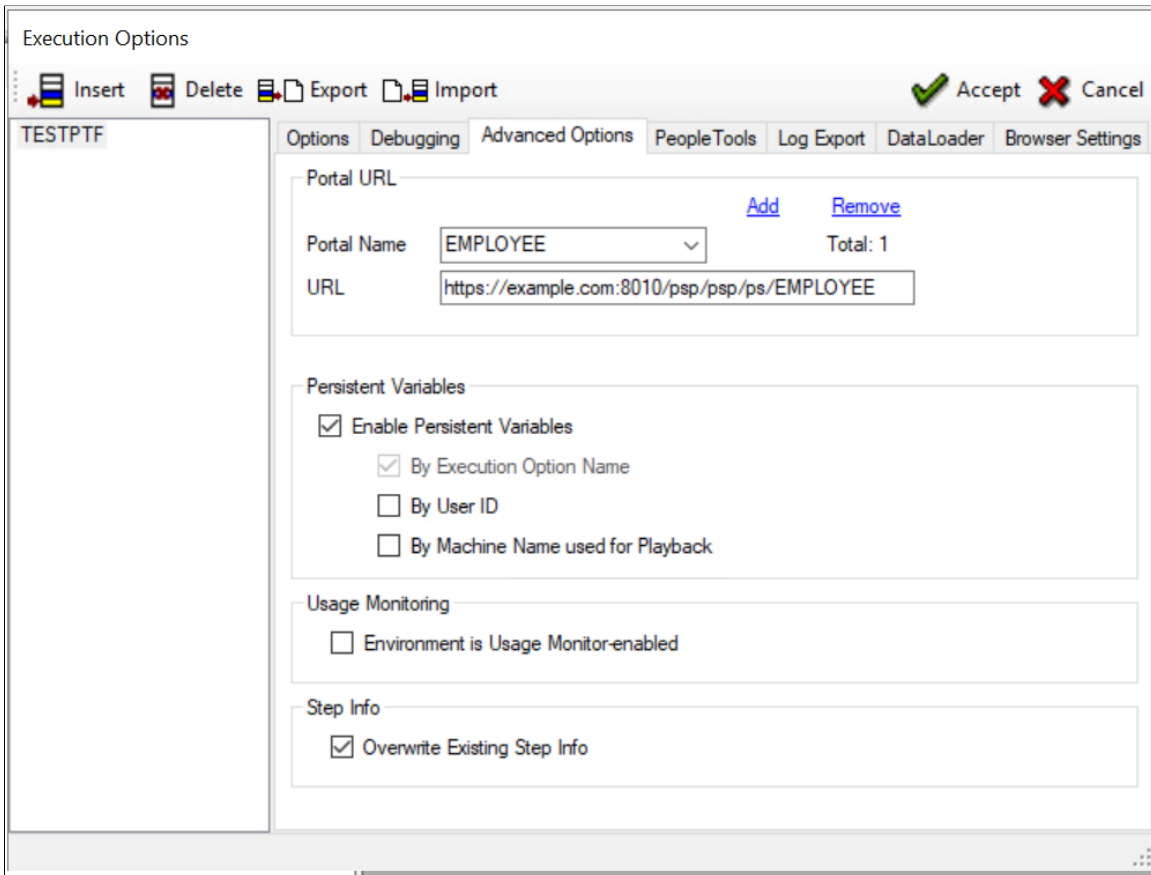 Execution Options
Insert Delete Export Import Accept Cancel
TESTPTF
Options Debugging Advanced Options PeopleTools Log Export DataLoader Browser Settings
Portal URL
Add Remove
Portal Name EMPLOYEE Total: 1
URL https://example.com:8010/psp/psp/ps/EMPLOYEE
Persistent Variables
Enable Persistent Variables
By Execution Option Name
By User ID
By Machine Name used for Playback
Usage Monitoring
Environment is Usage Monitor-enabled
Step Info
Overwrite Existing Step Info